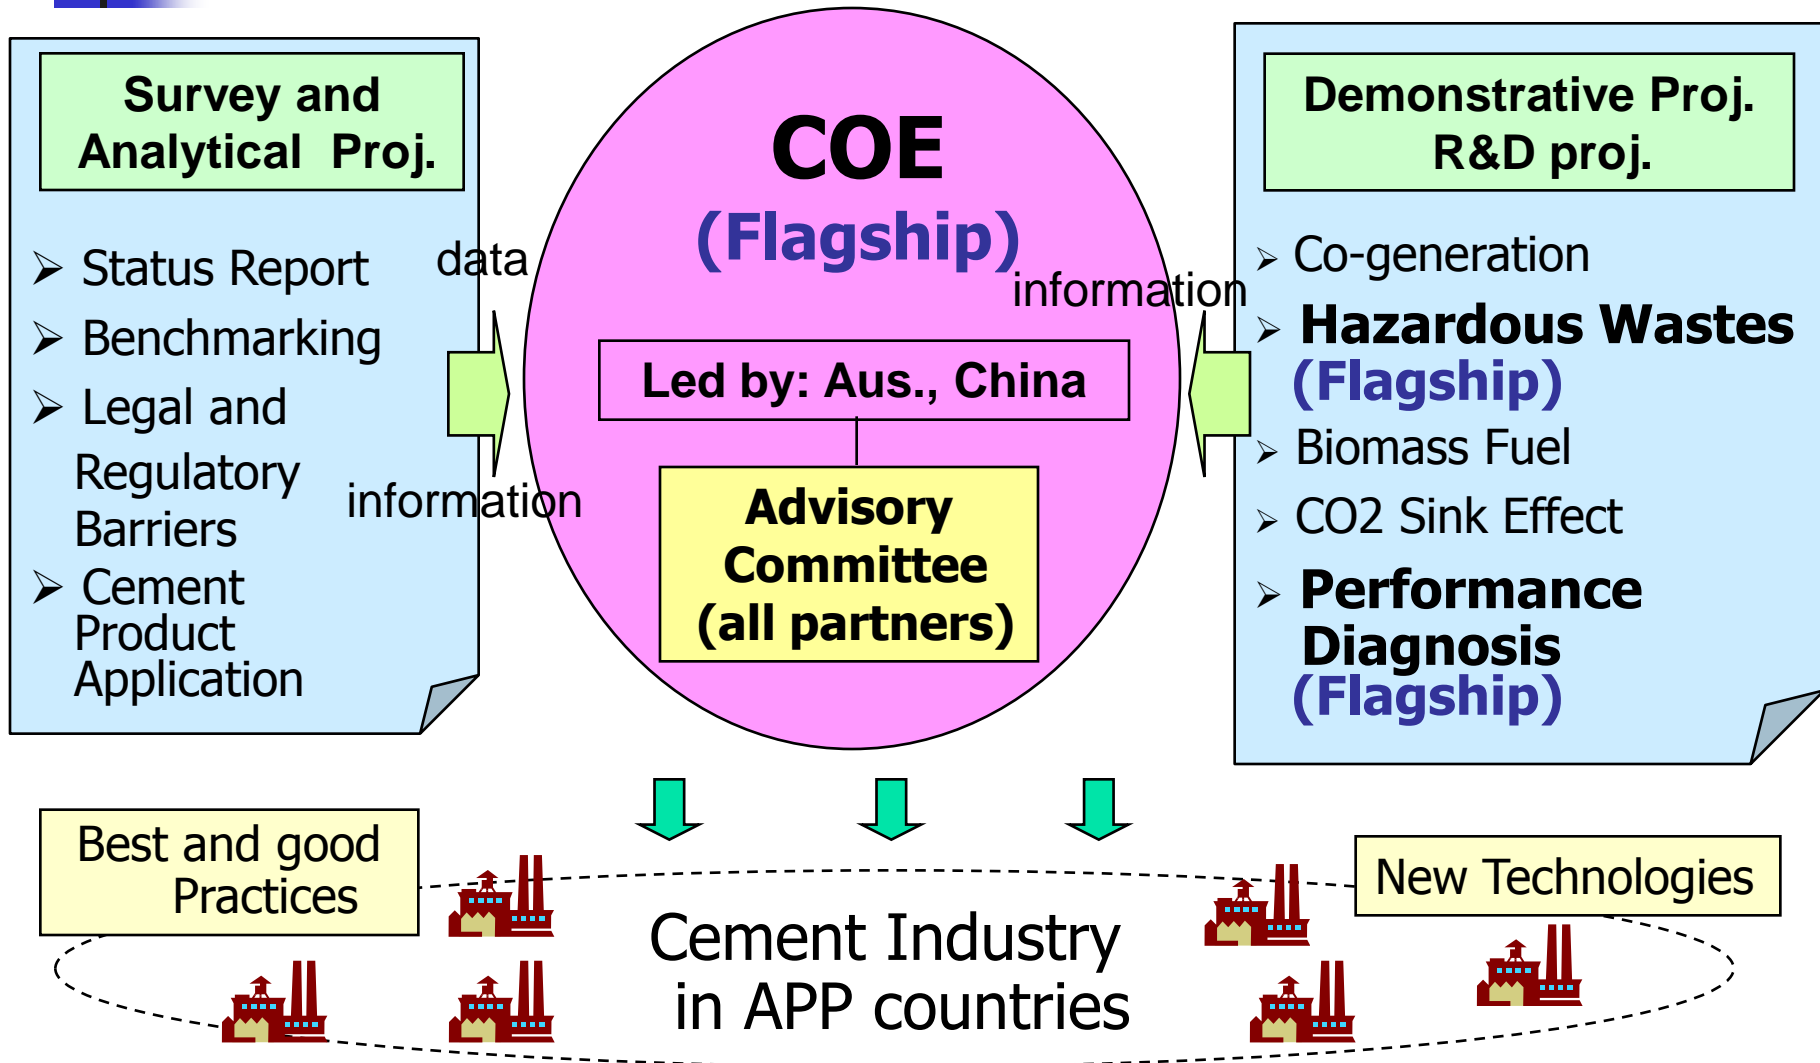 Survey and
Analytical Proj.
Status Report
Benchmarking
Legal and
Regulatory
Barriers
Cement
Product
Application
data
information
COE
(Flagship)
Led by: Aus., China
Advisory
Committee
(all partners)
information
Demonstrative Proj.
R&D proj.
Co-generation
Hazardous Wastes
(Flagship)
Biomass Fuel
CO2 Sink Effect
Performance
Diagnosis
(Flagship)
Best and good
Practices
New Technologies
Cement Industry
in APP countries